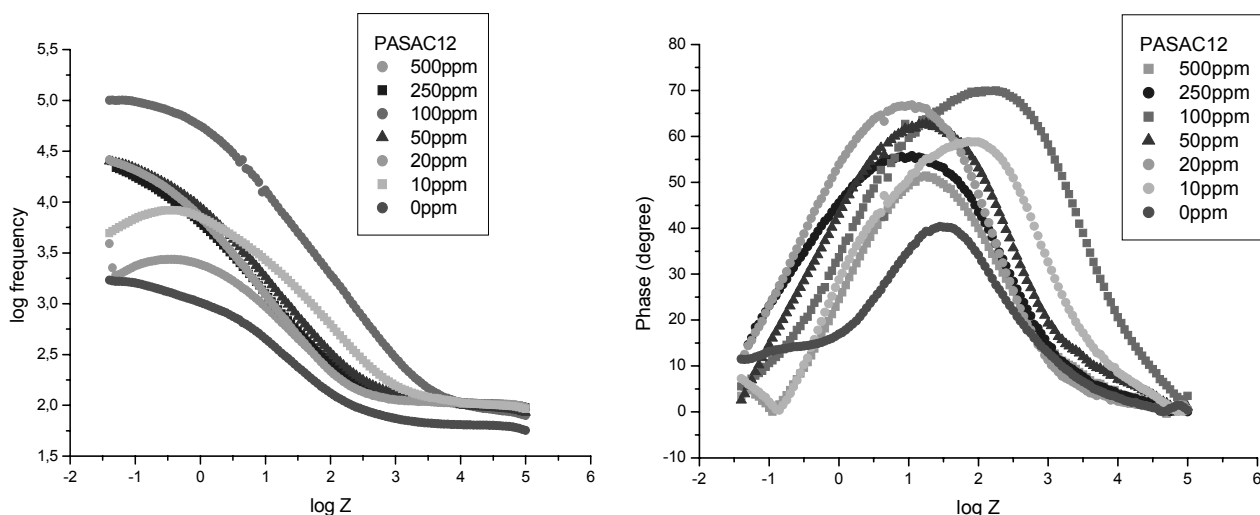 5,5
5,0
4,5
4,0
3,5
3,0
2,5
2,0
1,5
log frequency
-2 -1 0 1 2 3 4 5 6
log Z
PASAC12
500ppm
250ppm
100ppm
50ppm
20ppm
10ppm
0ppm
80
70
60
50
40
30
20
10
0
-10
Phase (degree)
-2 -1 0 1 2 3 4 5 6
log Z
PASAC12
500ppm
250ppm
100ppm
50ppm
20ppm
10ppm
0ppm